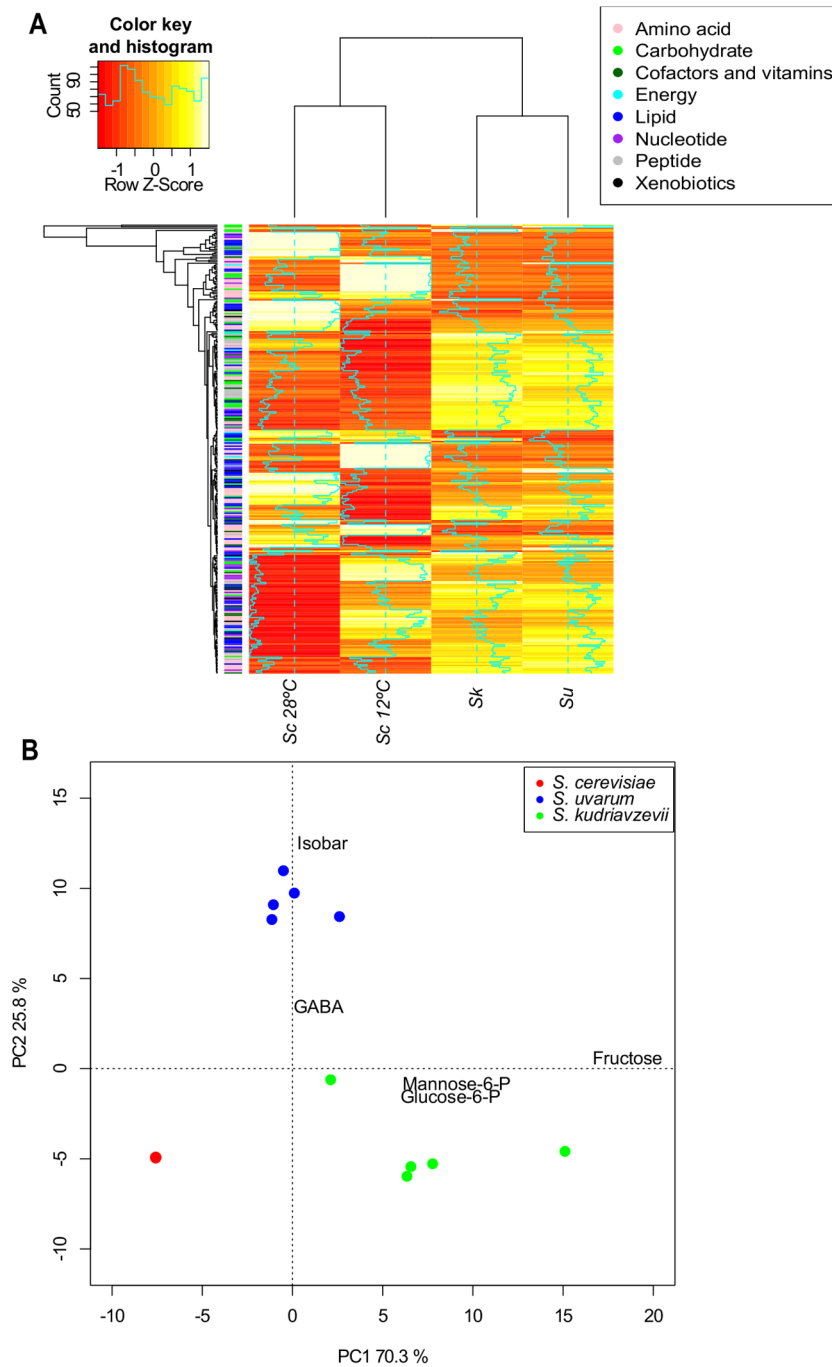 A
Color key
and histogram
Count
50 90
-1 0 1
Row Z-Score
Amino acid
Carbohydrate
Cofactors and vitamins
Energy
Lipid
Nucleotide
Peptide
Xenobiotics
Sc 28ºC
Sc 12ºC
Sk
Su
B
S. cerevisiae
S. uvarum
S. kudriavzevii
Isobar
GABA
Fructose
Mannose-6-P
Glucose-6-P
PC2 25.8 %
15
10
5
0
-5
-10
-10 -5 0 5 10 15 20
PC1 70.3 %